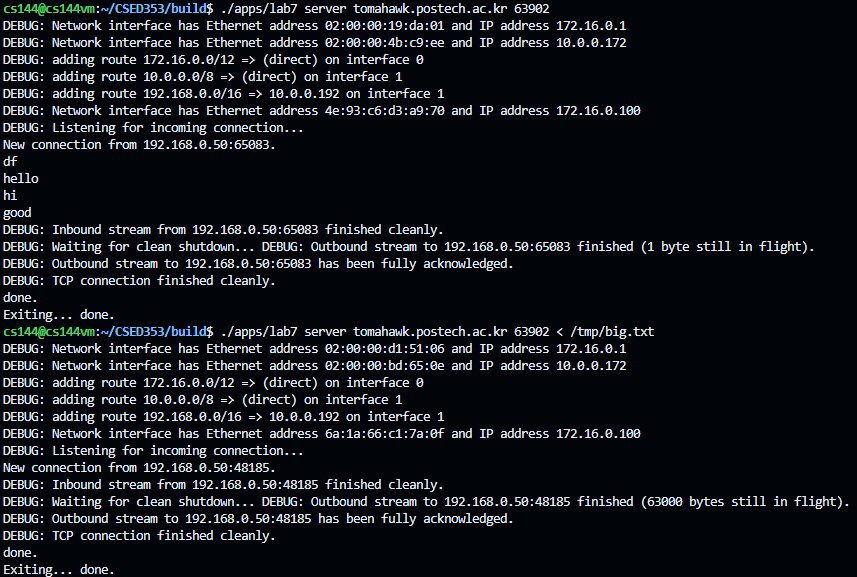 cs144@cs144vm:~/CSED353/build$ ./apps/lab7 server tomahawk.postech.ac.kr 63902
DEBUG: Network interface has Ethernet address 02:00:00:19:da:01 and IP address 172.16.0.1
DEBUG: Network interface has Ethernet address 02:00:00:4b:c9:ee and IP address 10.0.0.172
DEBUG: adding route 172.16.0.0/12 => (direct) on interface 0
DEBUG: adding route 10.0.0.0/8 => (direct) on interface 1
DEBUG: adding route 192.168.0.0/16 => 10.0.0.192 on interface 1
DEBUG: Network interface has Ethernet address 4e:93:c6:d3:a9:70 and IP address 172.16.0.100
DEBUG: Listening for incoming connection...
New connection from 192.168.0.50:65083.
df
hello
hi
good
DEBUG: Inbound stream from 192.168.0.50:65083 finished cleanly.
DEBUG: Waiting for clean shutdown... DEBUG: Outbound stream to 192.168.0.50:65083 finished (1 byte still in flight).
DEBUG: Outbound stream to 192.168.0.50:65083 has been fully acknowledged.
DEBUG: TCP connection finished cleanly.
done.
Exiting... done.
cs144@cs144vm:~/CSED353/build$ ./apps/lab7 server tomahawk.postech.ac.kr 63902 < /tmp/big.txt
DEBUG: Network interface has Ethernet address 02:00:00:d1:51:06 and IP address 172.16.0.1
DEBUG: Network interface has Ethernet address 02:00:00:bd:65:0e and IP address 10.0.0.172
DEBUG: adding route 172.16.0.0/12 => (direct) on interface 0
DEBUG: adding route 10.0.0.0/8 => (direct) on interface 1
DEBUG: adding route 192.168.0.0/16 => 10.0.0.192 on interface 1
DEBUG: Network interface has Ethernet address 6a:1a:66:c1:7a:0f and IP address 172.16.0.100
DEBUG: Listening for incoming connection...
New connection from 192.168.0.50:48185.
DEBUG: Inbound stream from 192.168.0.50:48185 finished cleanly.
DEBUG: Waiting for clean shutdown... DEBUG: Outbound stream to 192.168.0.50:48185 finished (63000 bytes still in flight).
DEBUG: Outbound stream to 192.168.0.50:48185 has been fully acknowledged.
DEBUG: TCP connection finished cleanly.
done.
Exiting... done.